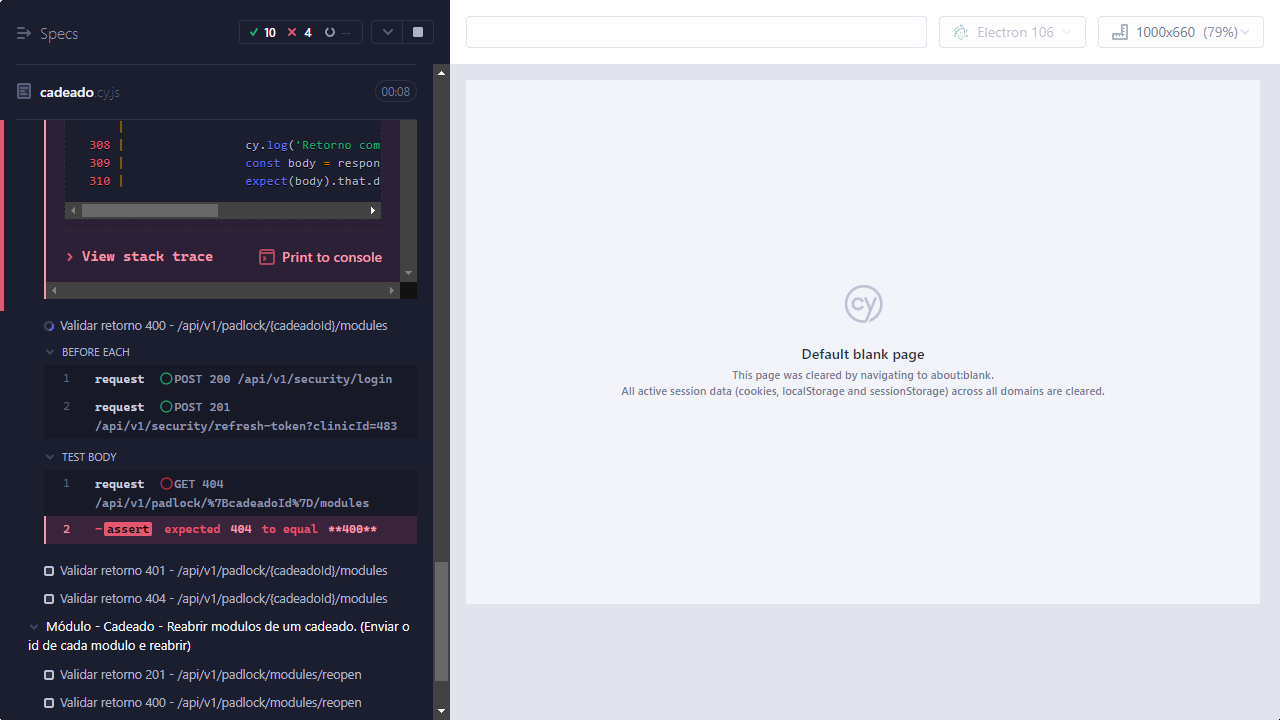 Specs
10 4 --
Electron 106
1000x660 (79%)
cadeado.cy.js
00:08
|
308 | cy.log('Retorno com
309 | const body = respon
310 | expect(body).that.d
View stack trace
Print to console
Validar retorno 400 - /api/v1/padlock/{cadeadoId}/modules
BEFORE EACH
1 request POST 200 /api/v1/security/login
2 request POST 201
/api/v1/security/refresh-token?clinicId=483
TEST BODY
1 request GET 404
/api/v1/padlock/%7BcadeadoId%7D/modules
2 -assert expected 404 to equal **400**
Validar retorno 401 - /api/v1/padlock/{cadeadoId}/modules
Validar retorno 404 - /api/v1/padlock/{cadeadoId}/modules
Módulo - Cadeado - Reabrir modulos de um cadeado. (Enviar o
id de cada modulo e reabrir)
Validar retorno 201 - /api/v1/padlock/modules/reopen
Validar retorno 400 - /api/v1/padlock/modules/reopen
cy
Default blank page
This page was cleared by navigating to about:blank.
All active session data (cookies, localStorage and sessionStorage) across all domains are cleared.